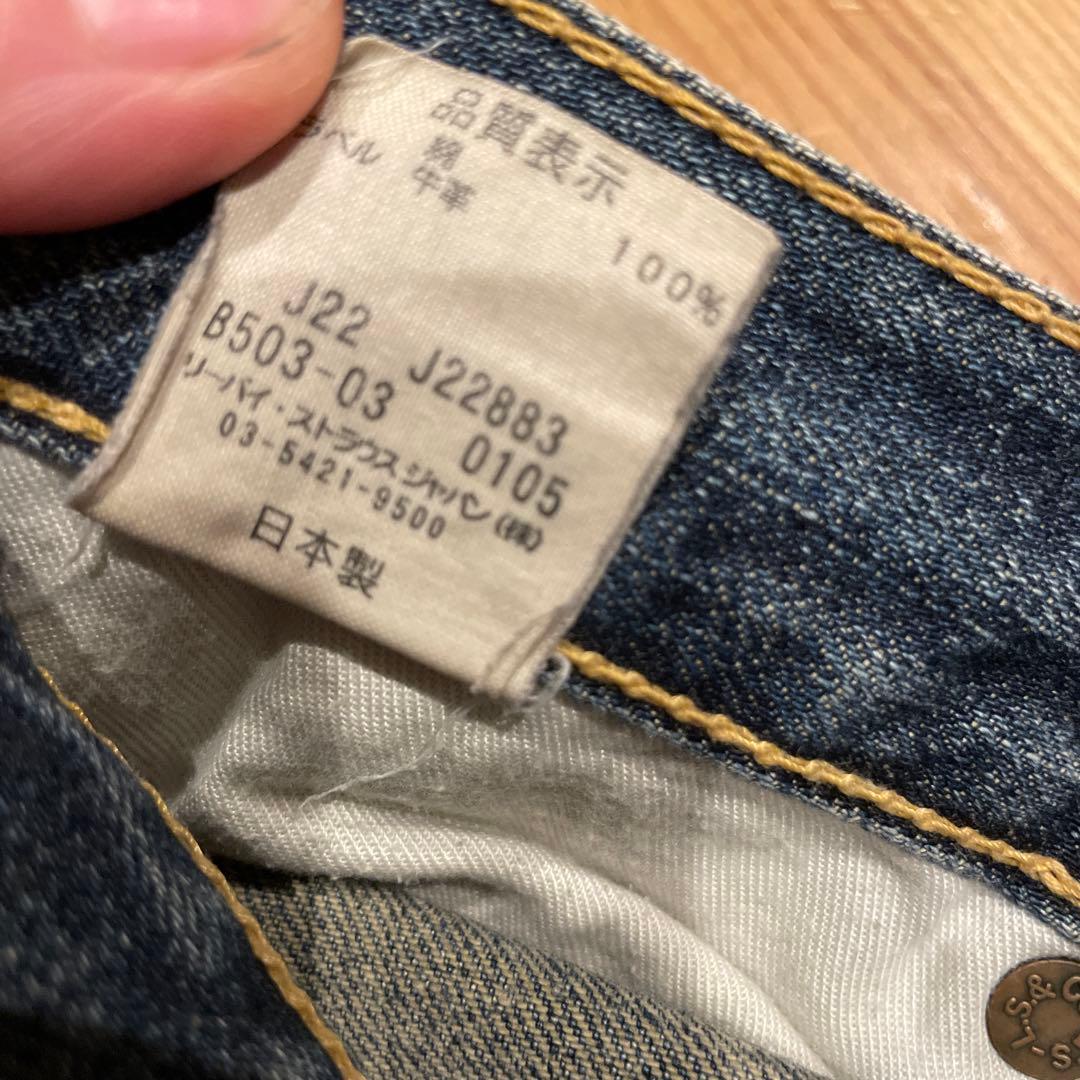 品質表示
綿 100%
ラベル 牛革
J22 J22883
B503-03 0105
リーバイ・ストラウスジャパン(株)
03-5421-9500
日本製
L.S.&C